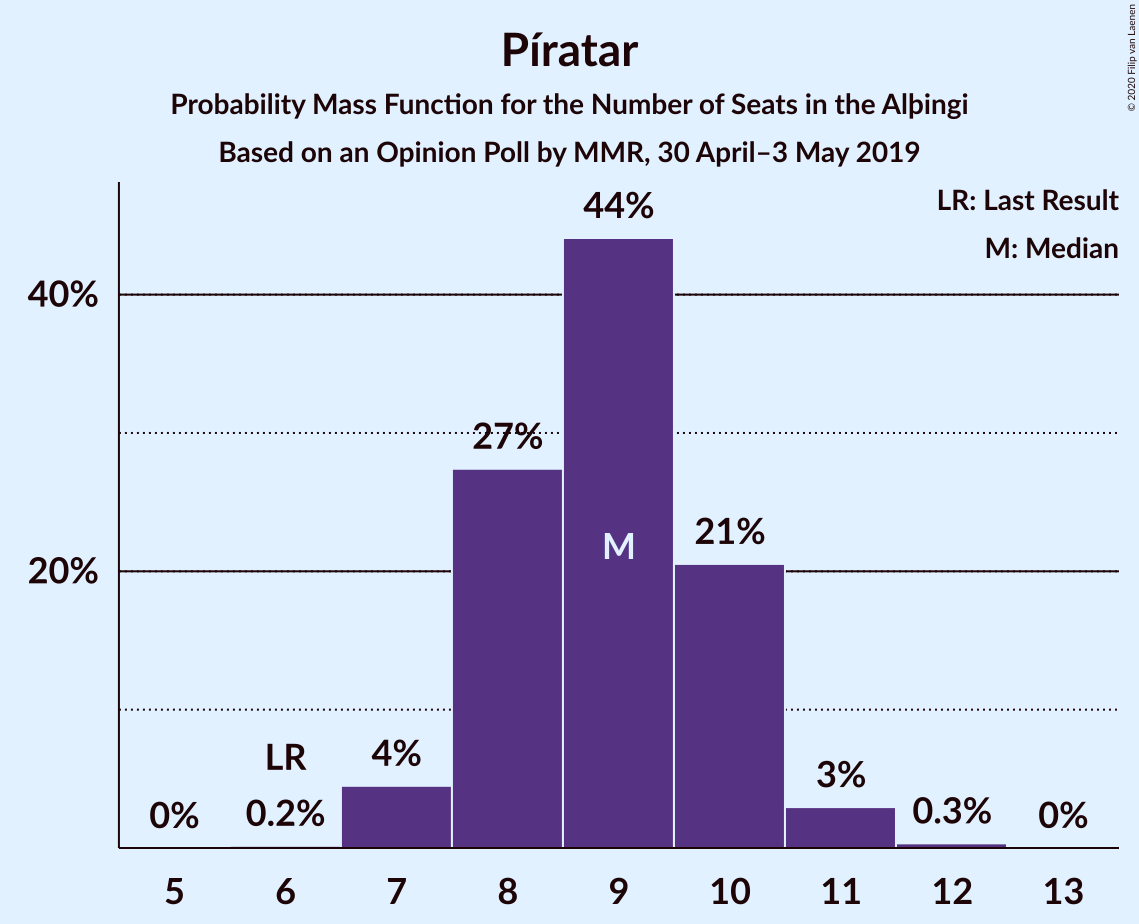 Píratar
Probability Mass Function for the Number of Seats in the Alþingi
Based on an Opinion Poll by MMR, 30 April–3 May 2019
© 2020 Filip van Laenen
LR: Last Result
M: Median
44%
40%
27%
M
21%
20%
LR
4%
3%
0%
0.2%
0.3%
0%
5 6 7 8 9 10 11 12 13